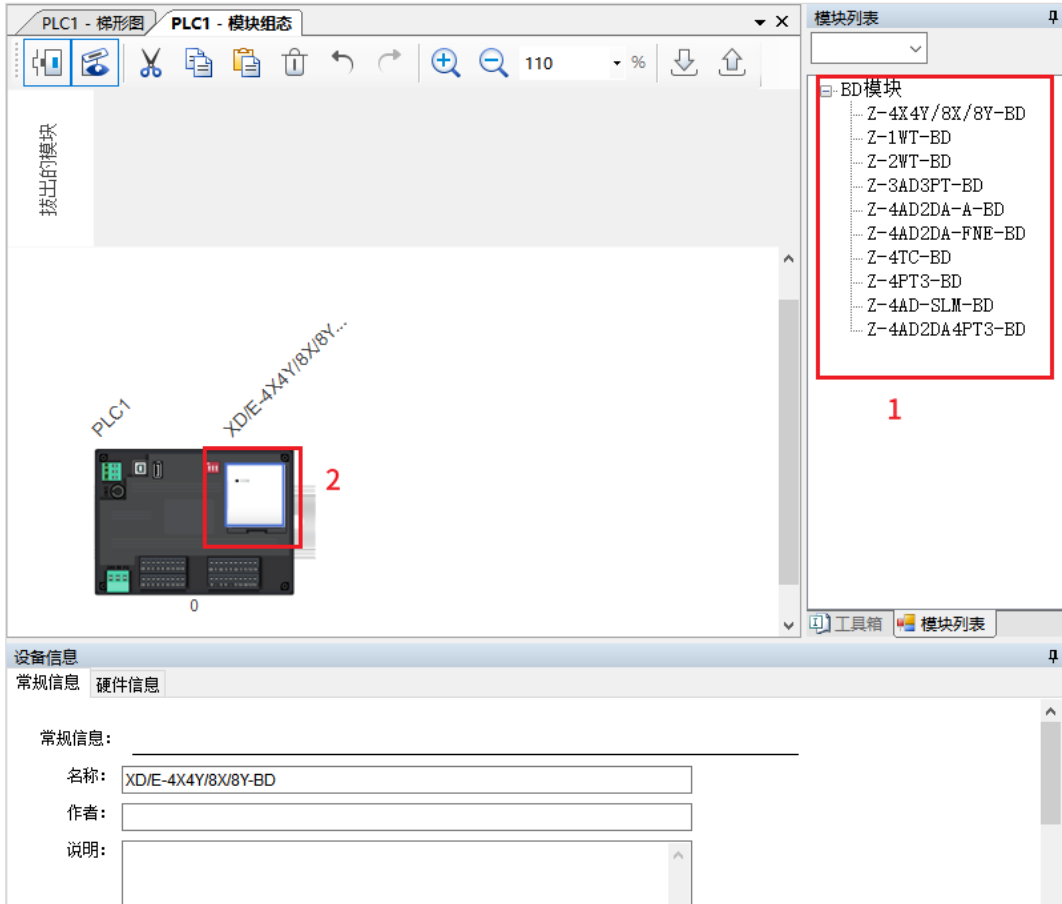 PLC1 - 梯形图
PLC1 - 模块组态
110
%
拔出的模块
PLC1
XD/E-4X4Y/8X/8Y...
2
0
模块列表
BD模块
Z-4X4Y/8X/8Y-BD
Z-1WT-BD
Z-2WT-BD
Z-3AD3PT-BD
Z-4AD2DA-A-BD
Z-4AD2DA-FNE-BD
Z-4TC-BD
Z-4PT3-BD
Z-4AD-SLM-BD
Z-4AD2DA4PT3-BD
1
工具箱
模块列表
设备信息
常规信息
硬件信息
常规信息：
名称：
XD/E-4X4Y/8X/8Y-BD
作者：
说明：